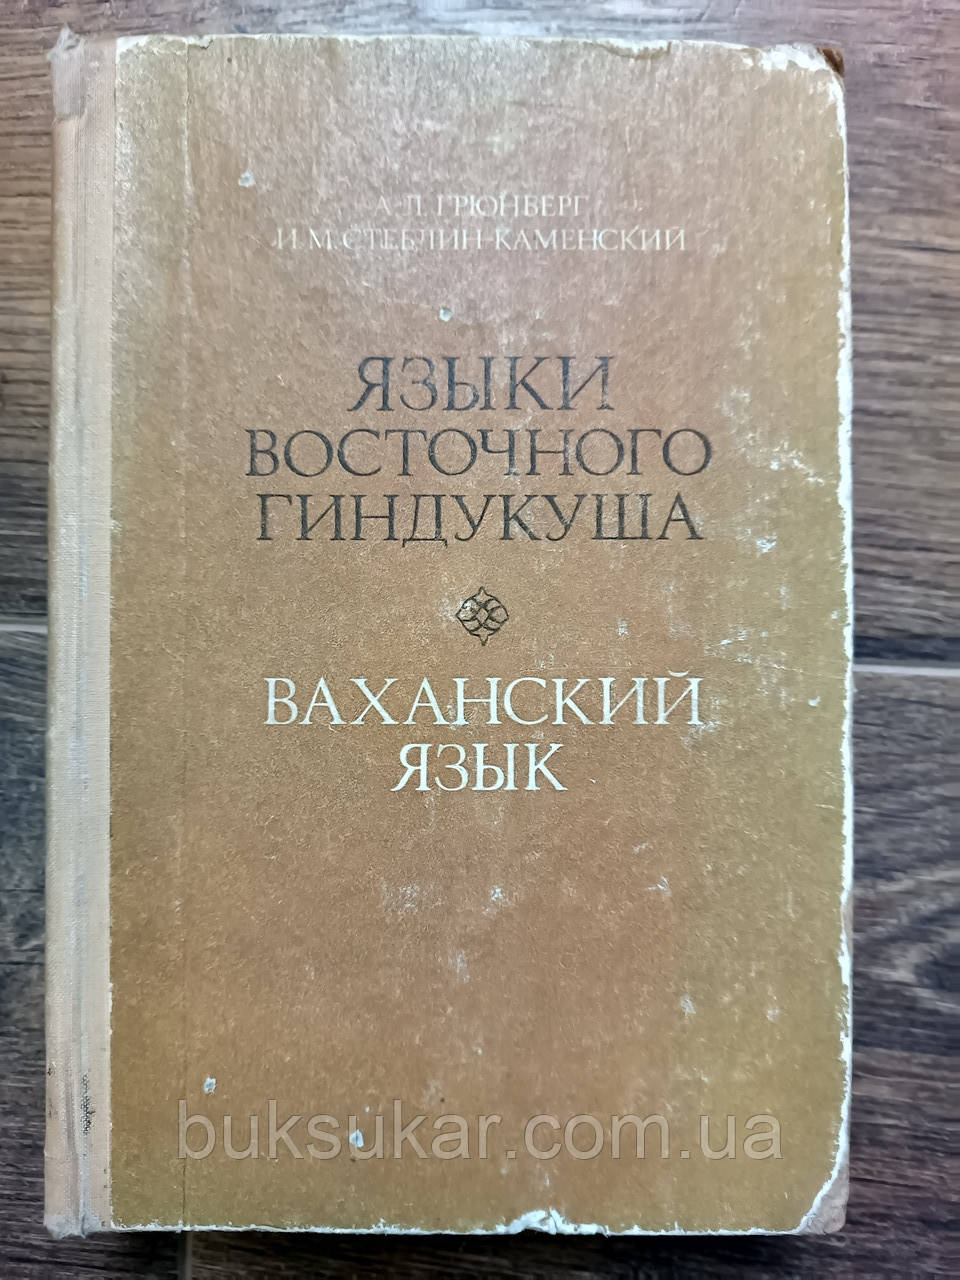 А. Л. ГРЮНБЕРГ
И. М. СТЕБЛИН-КАМЕНСКИЙ
ЯЗЫКИ
ВОСТОЧНОГО
ГИНДУКУША
ВАХАНСКИЙ
ЯЗЫК
buksukar.com.ua